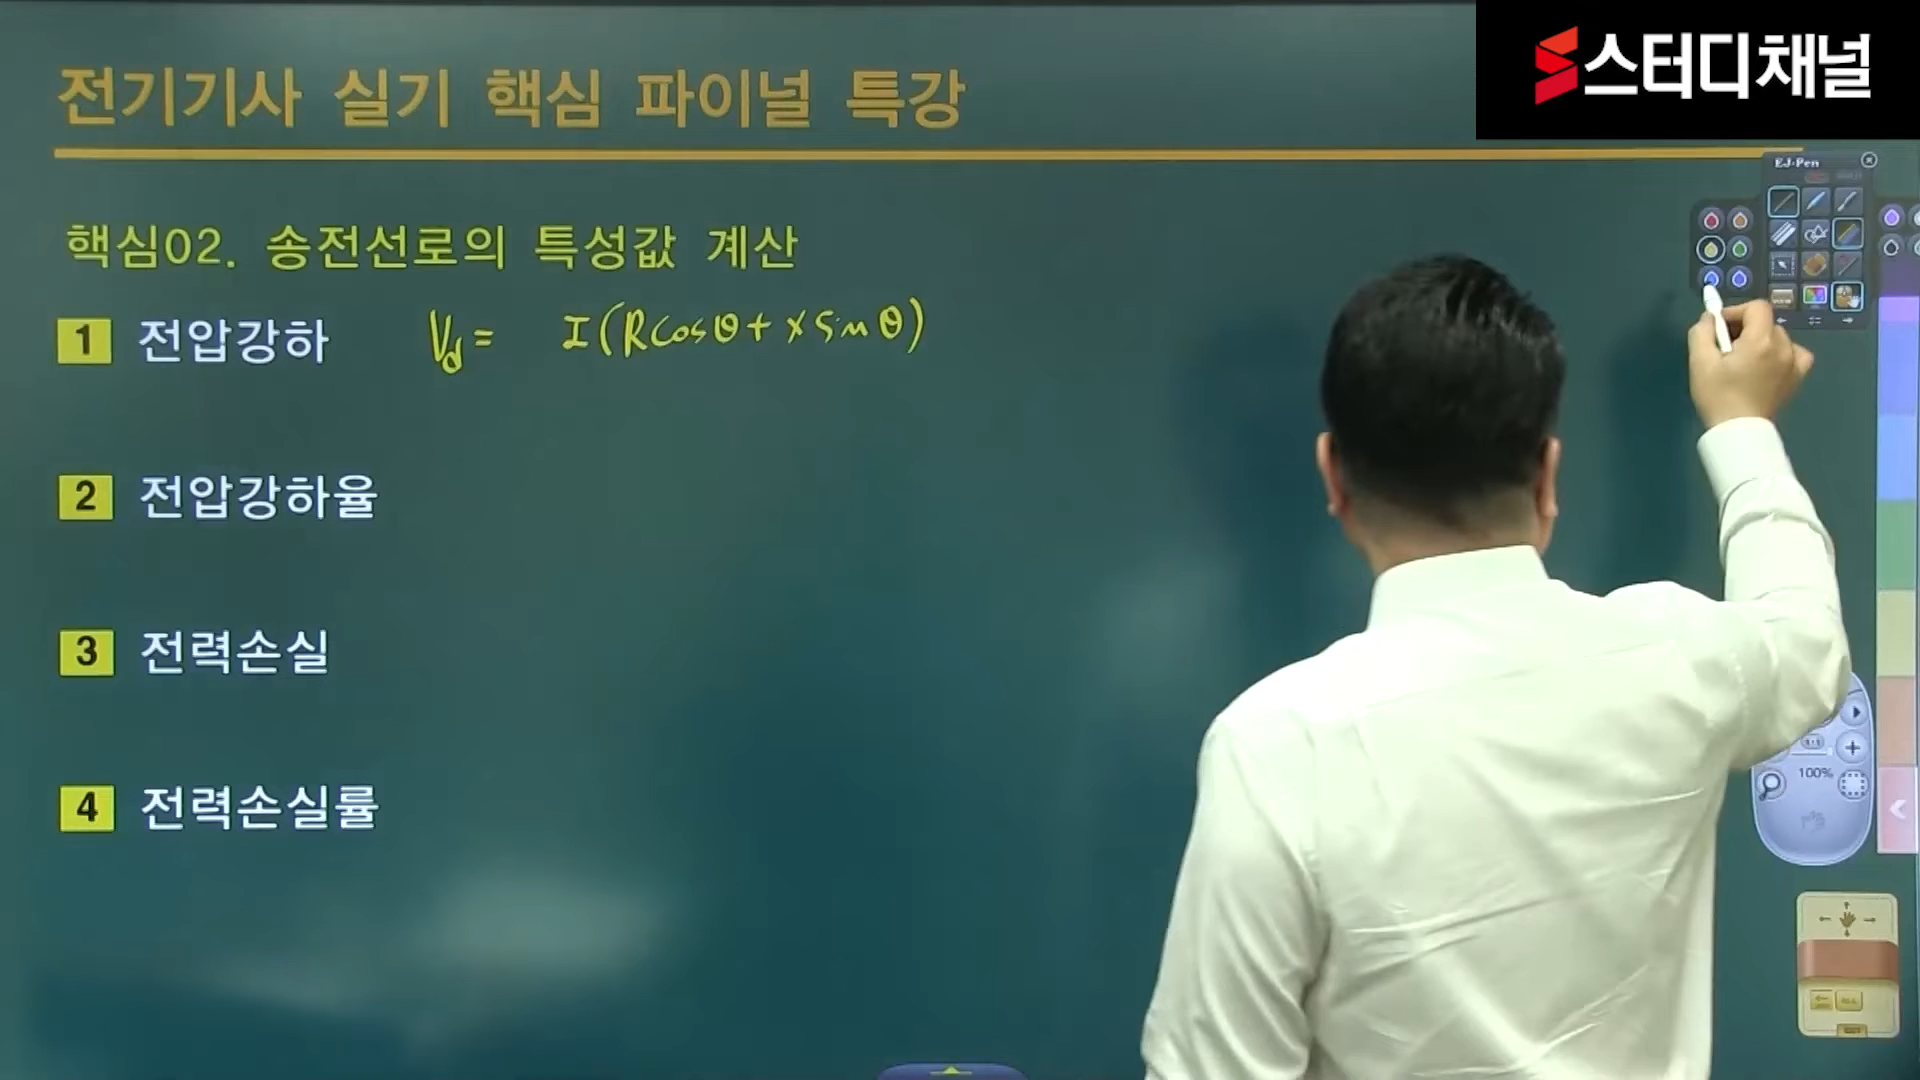 스터디채널
전기기사 실기 핵심 파이널 특강
EJ-Pen
핵심02. 송전선로의 특성값 계산
1 전압강하 Vd = I(Rcosθ+xsinθ)
2 전압강하율
3 전력손실
4 전력손실률
100%